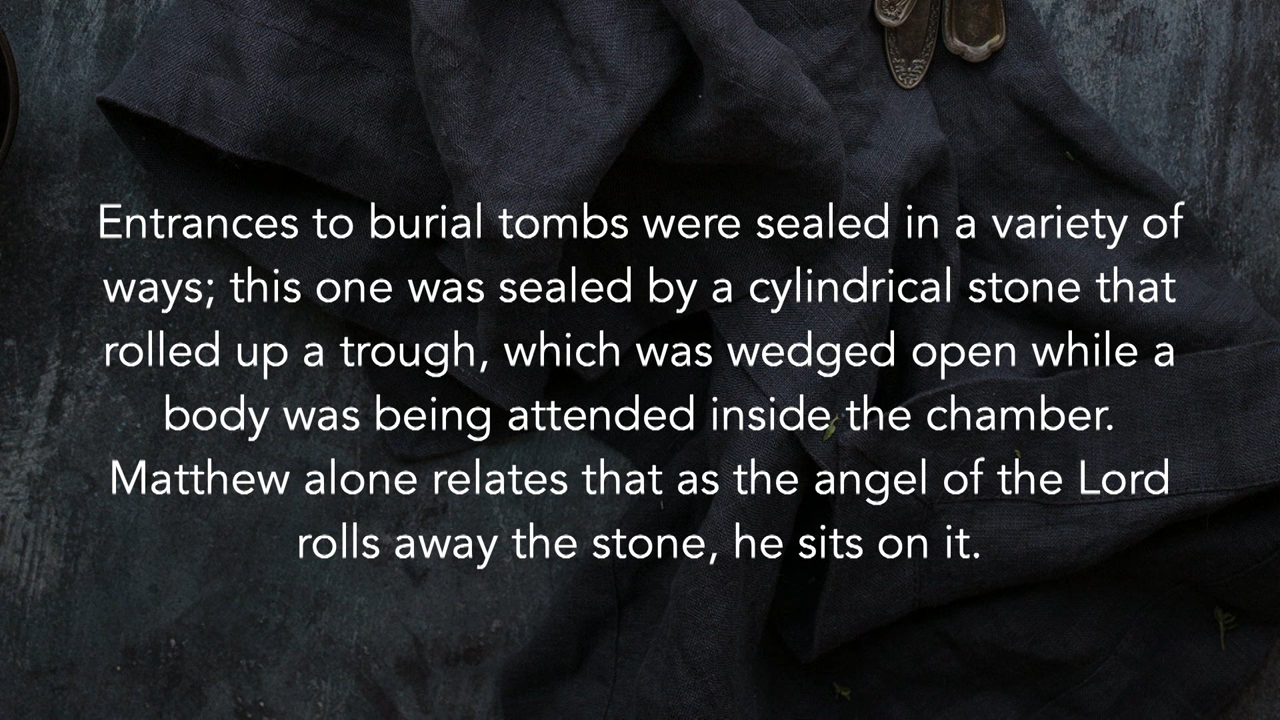 Entrances to burial tombs were sealed in a variety of
ways; this one was sealed by a cylindrical stone that
rolled up a trough, which was wedged open while a
body was being attended inside the chamber.
Matthew alone relates that as the angel of the Lord
rolls away the stone, he sits on it.